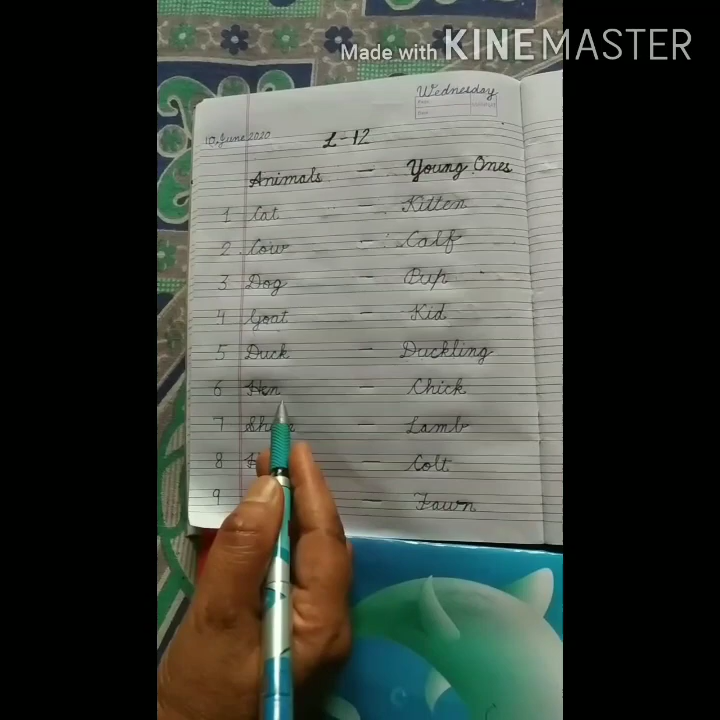 Made with KINEMASTER
Wednesday
10, June 2020
L-12
Animals - Young Ones
1 Cat - Kitten
2. Cow - Calf
3 Dog - Pup
4 Goat - Kid
5 Duck - Duckling
6 Hen - Chick
7 - Lamb
8 - Colt
9 - Fawn